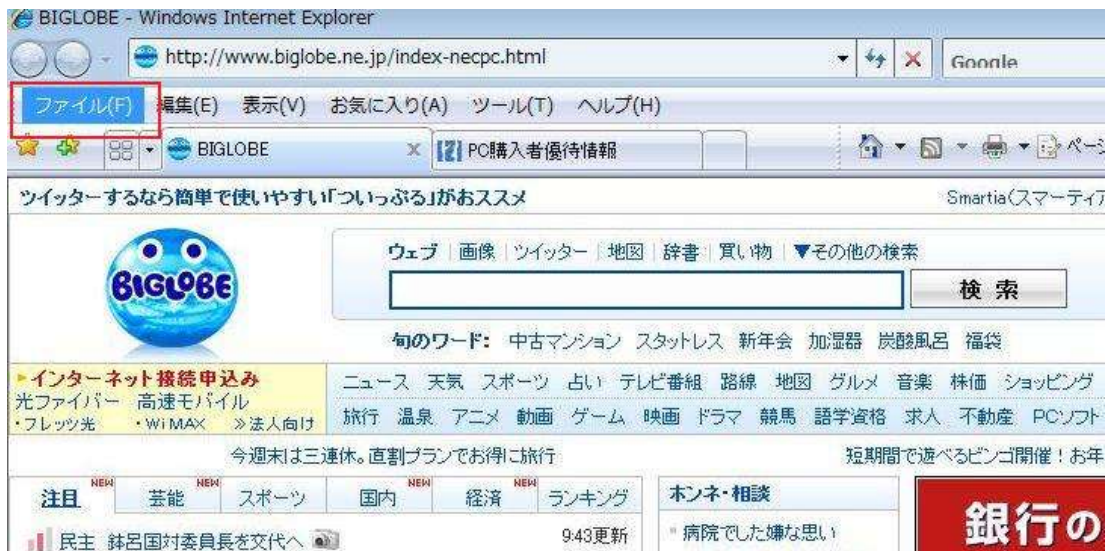 BIGLOBE - Windows Internet Explorer
http://www.biglobe.ne.jp/index-necpc.html Google
ファイル(F) 編集(E) 表示(V) お気に入り(A) ツール(T) ヘルプ(H)
BIGLOBE PC購入者優待情報 ページ
ツイッターするなら簡単で使いやすい「ついっぷる」がおススメ Smartia(スマーティア
BIGLOBE
ウェブ 画像 ツイッター 地図 辞書 買い物 ▼その他の検索
検索
旬のワード: 中古マンション スタットレス 新年会 加湿器 炭酸風呂 福袋
インターネット接続申込み
光ファイバー 高速モバイル
・フレッツ光 ・WiMAX ≫法人向け
ニュース 天気 スポーツ 占い テレビ番組 路線 地図 グルメ 音楽 株価 ショッピング
旅行 温泉 アニメ 動画 ゲーム 映画 ドラマ 競馬 語学資格 求人 不動産 PCソフト
今週末は三連休。直割プランでお得に旅行 短期間で遊べるビンゴ開催!お年
注目 NEW 芸能 NEW スポーツ 国内 NEW 経済 NEW ランキング ホンネ・相談
民主 鉢呂国対委員長を交代へ 9:43更新
病院でした嫌な思い
銀行の